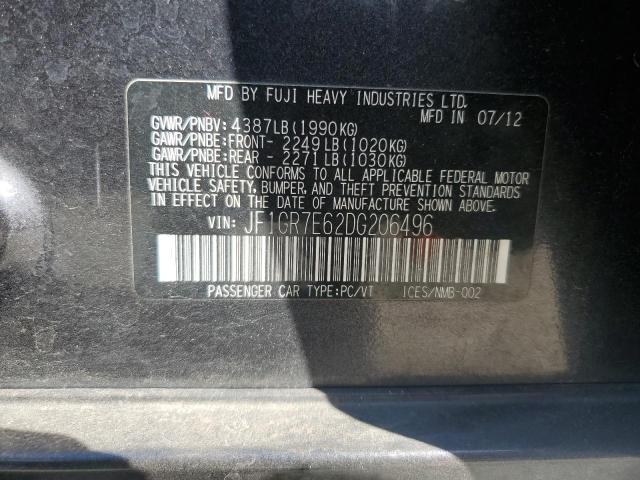 MFD BY FUJI HEAVY INDUSTRIES LTD.
MFD IN 07/12
GVWR/PNBV: 4387LB(1990KG)
GAWR/PNBE: FRONT- 2249LB(1020KG)
GAWR/PNBE: REAR - 2271LB(1030KG)
THIS VEHICLE CONFORMS TO ALL APPLICABLE FEDERAL MOTOR
VEHICLE SAFETY, BUMPER, AND THEFT PREVENTION STANDARDS
IN EFFECT ON THE DATE OF MANUFACTURE SHOWN ABOVE.
VIN: JF1GR7E62DG206496
PASSENGER CAR TYPE:PC/VT ICES/NMB-002